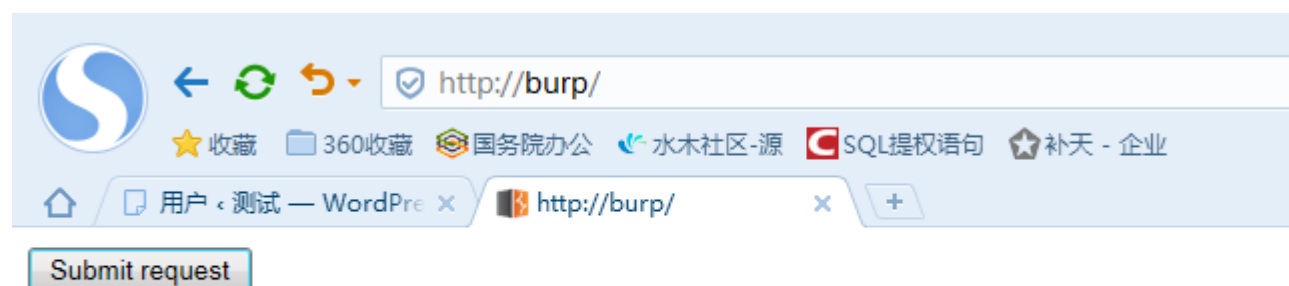 http://burp/
收藏 360收藏 国务院办公 水木社区-源 SQL提权语句 补天 - 企业
用户 ‹ 测试 — WordPre http://burp/
Submit request